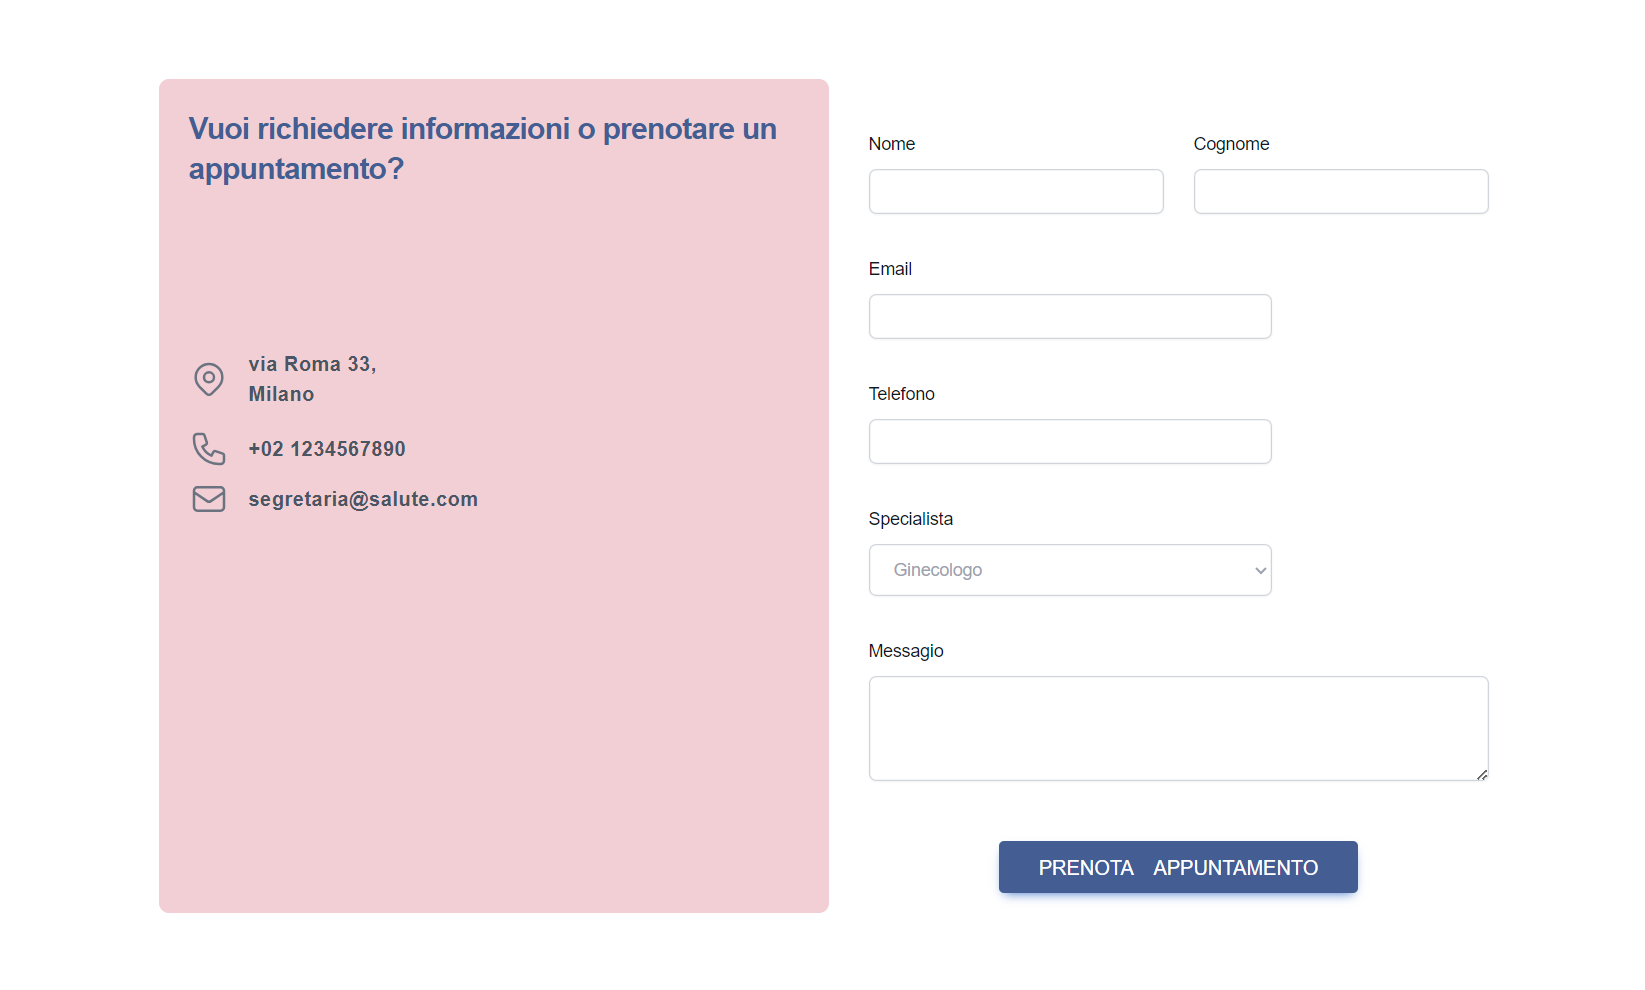 Vuoi richiedere informazioni o prenotare un
appuntamento?
via Roma 33,
Milano
+02 1234567890
segretaria@salute.com
Nome
Cognome
Email
Telefono
Specialista
Ginecologo
Messagio
PRENOTA APPUNTAMENTO